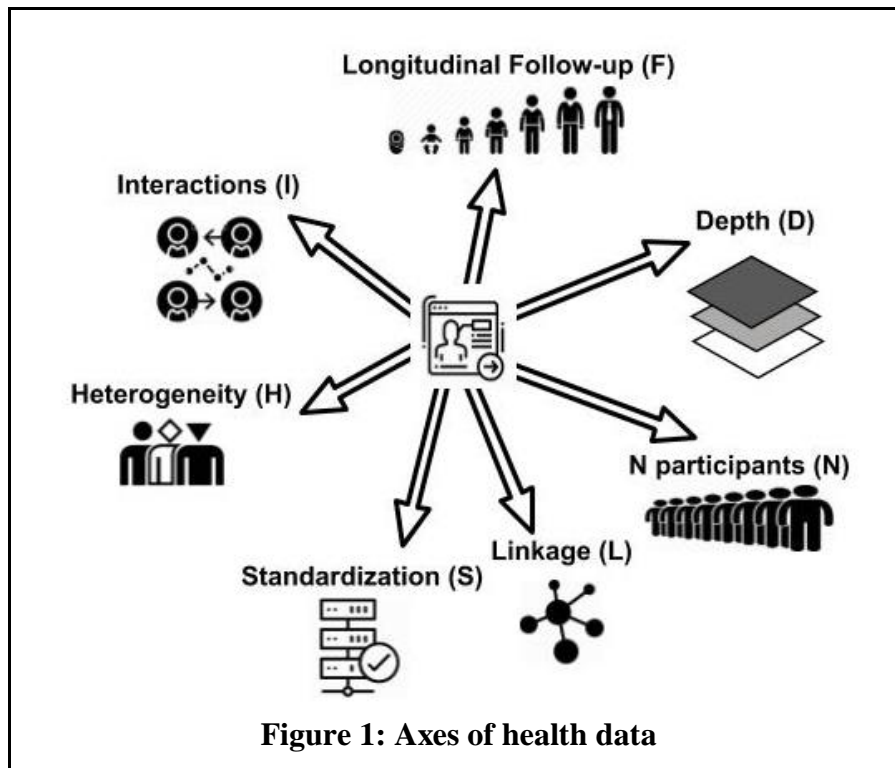 Longitudinal Follow-up (F)
Interactions (I)
Depth (D)
Heterogeneity (H)
N participants (N)
Linkage (L)
Standardization (S)
Figure 1: Axes of health data